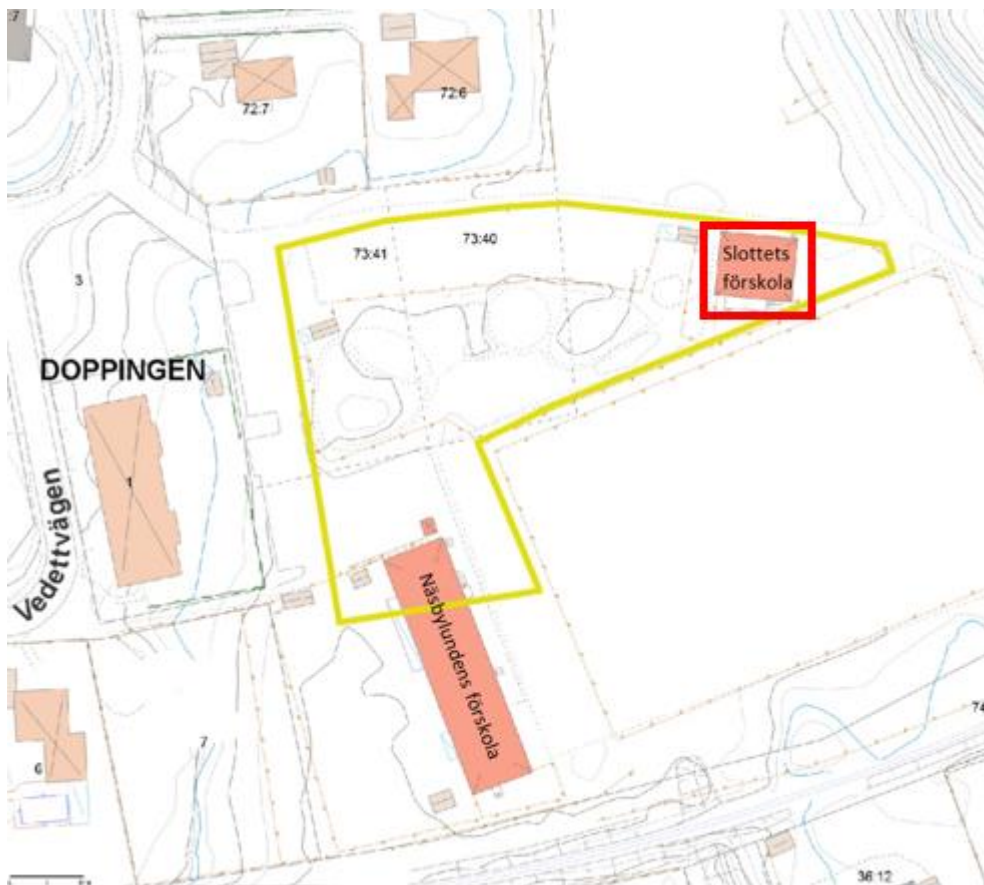 :7
72:7
72:6
73:41
73:40
Slottets
förskola
3
DOPPINGEN
1
Vedettvägen
Näsbylundens förskola
7
6
74
36:12